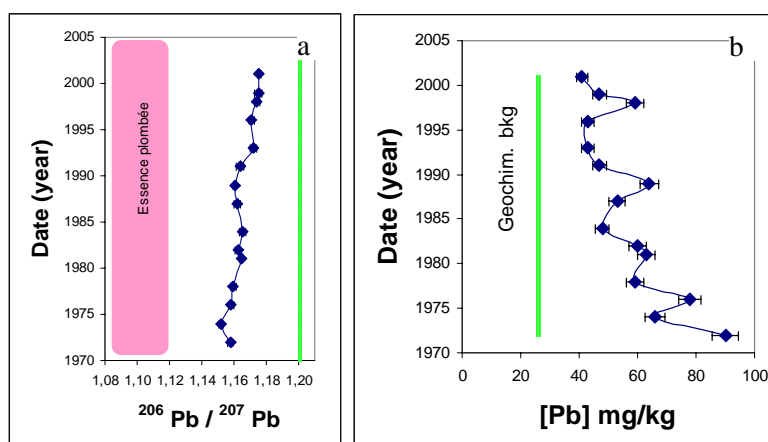 a
2005
2000
1995
1990
1985
1980
1975
1970
Date (year)
Essence plombée
1,08 1,10 1,12 1,14 1,16 1,18 1,20
206 Pb / 207 Pb
b
2005
2000
1995
1990
1985
1980
1975
1970
Date (year)
Geochim. bkg
0 20 40 60 80 100
[Pb] mg/kg